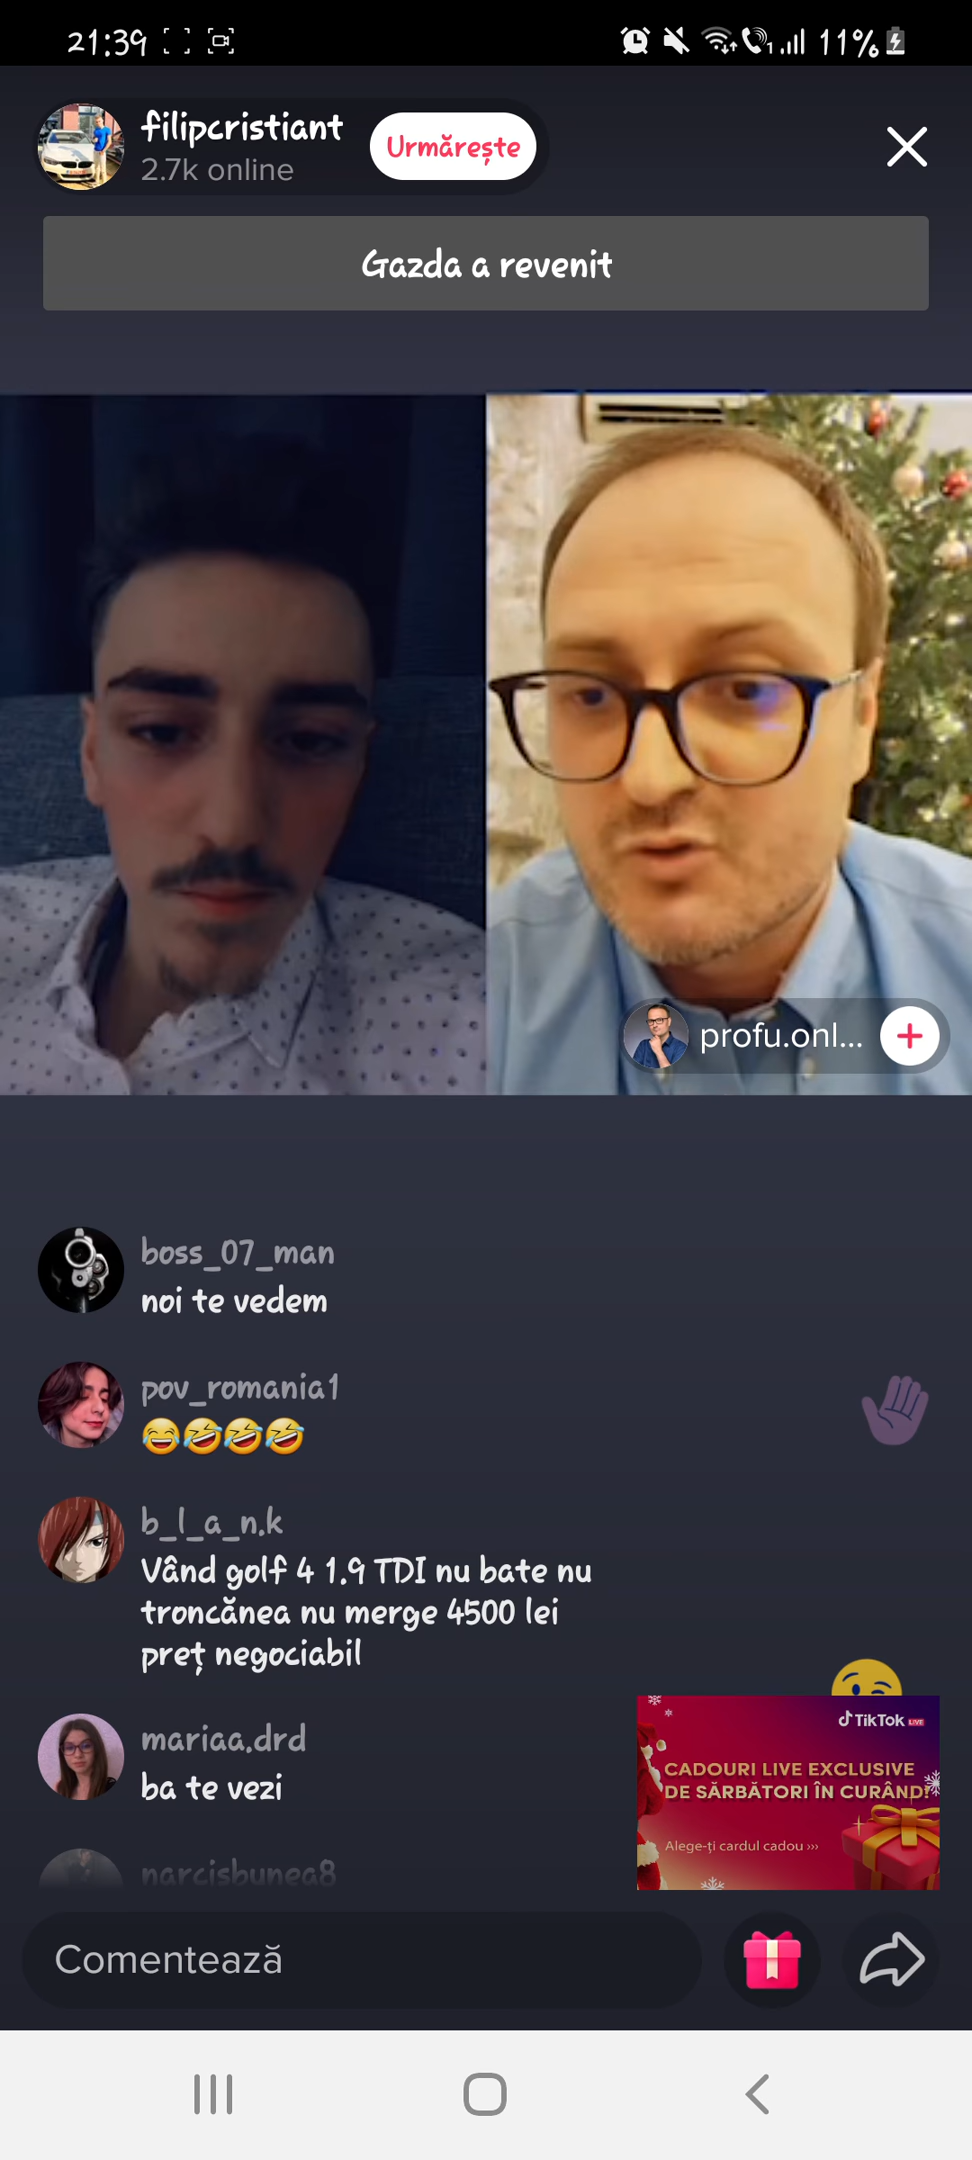 21:39
11%
filipcristiant
2.7k online
Urmărește
Gazda a revenit
profu.onl...
boss_07_man
noi te vedem
pov_romania1
😂🤣🤣🤣
b_l_a_n.k
Vând golf 4 1.9 TDI nu bate nu
troncănea nu merge 4500 lei
preț negociabil
mariaa.drd
ba te vezi
narcisbunea8
TikTok LIVE
CADOURI LIVE EXCLUSIVE
DE SĂRBĂTORI ÎN CURÂND!
Alege-ți cardul cadou >>>
Comentează